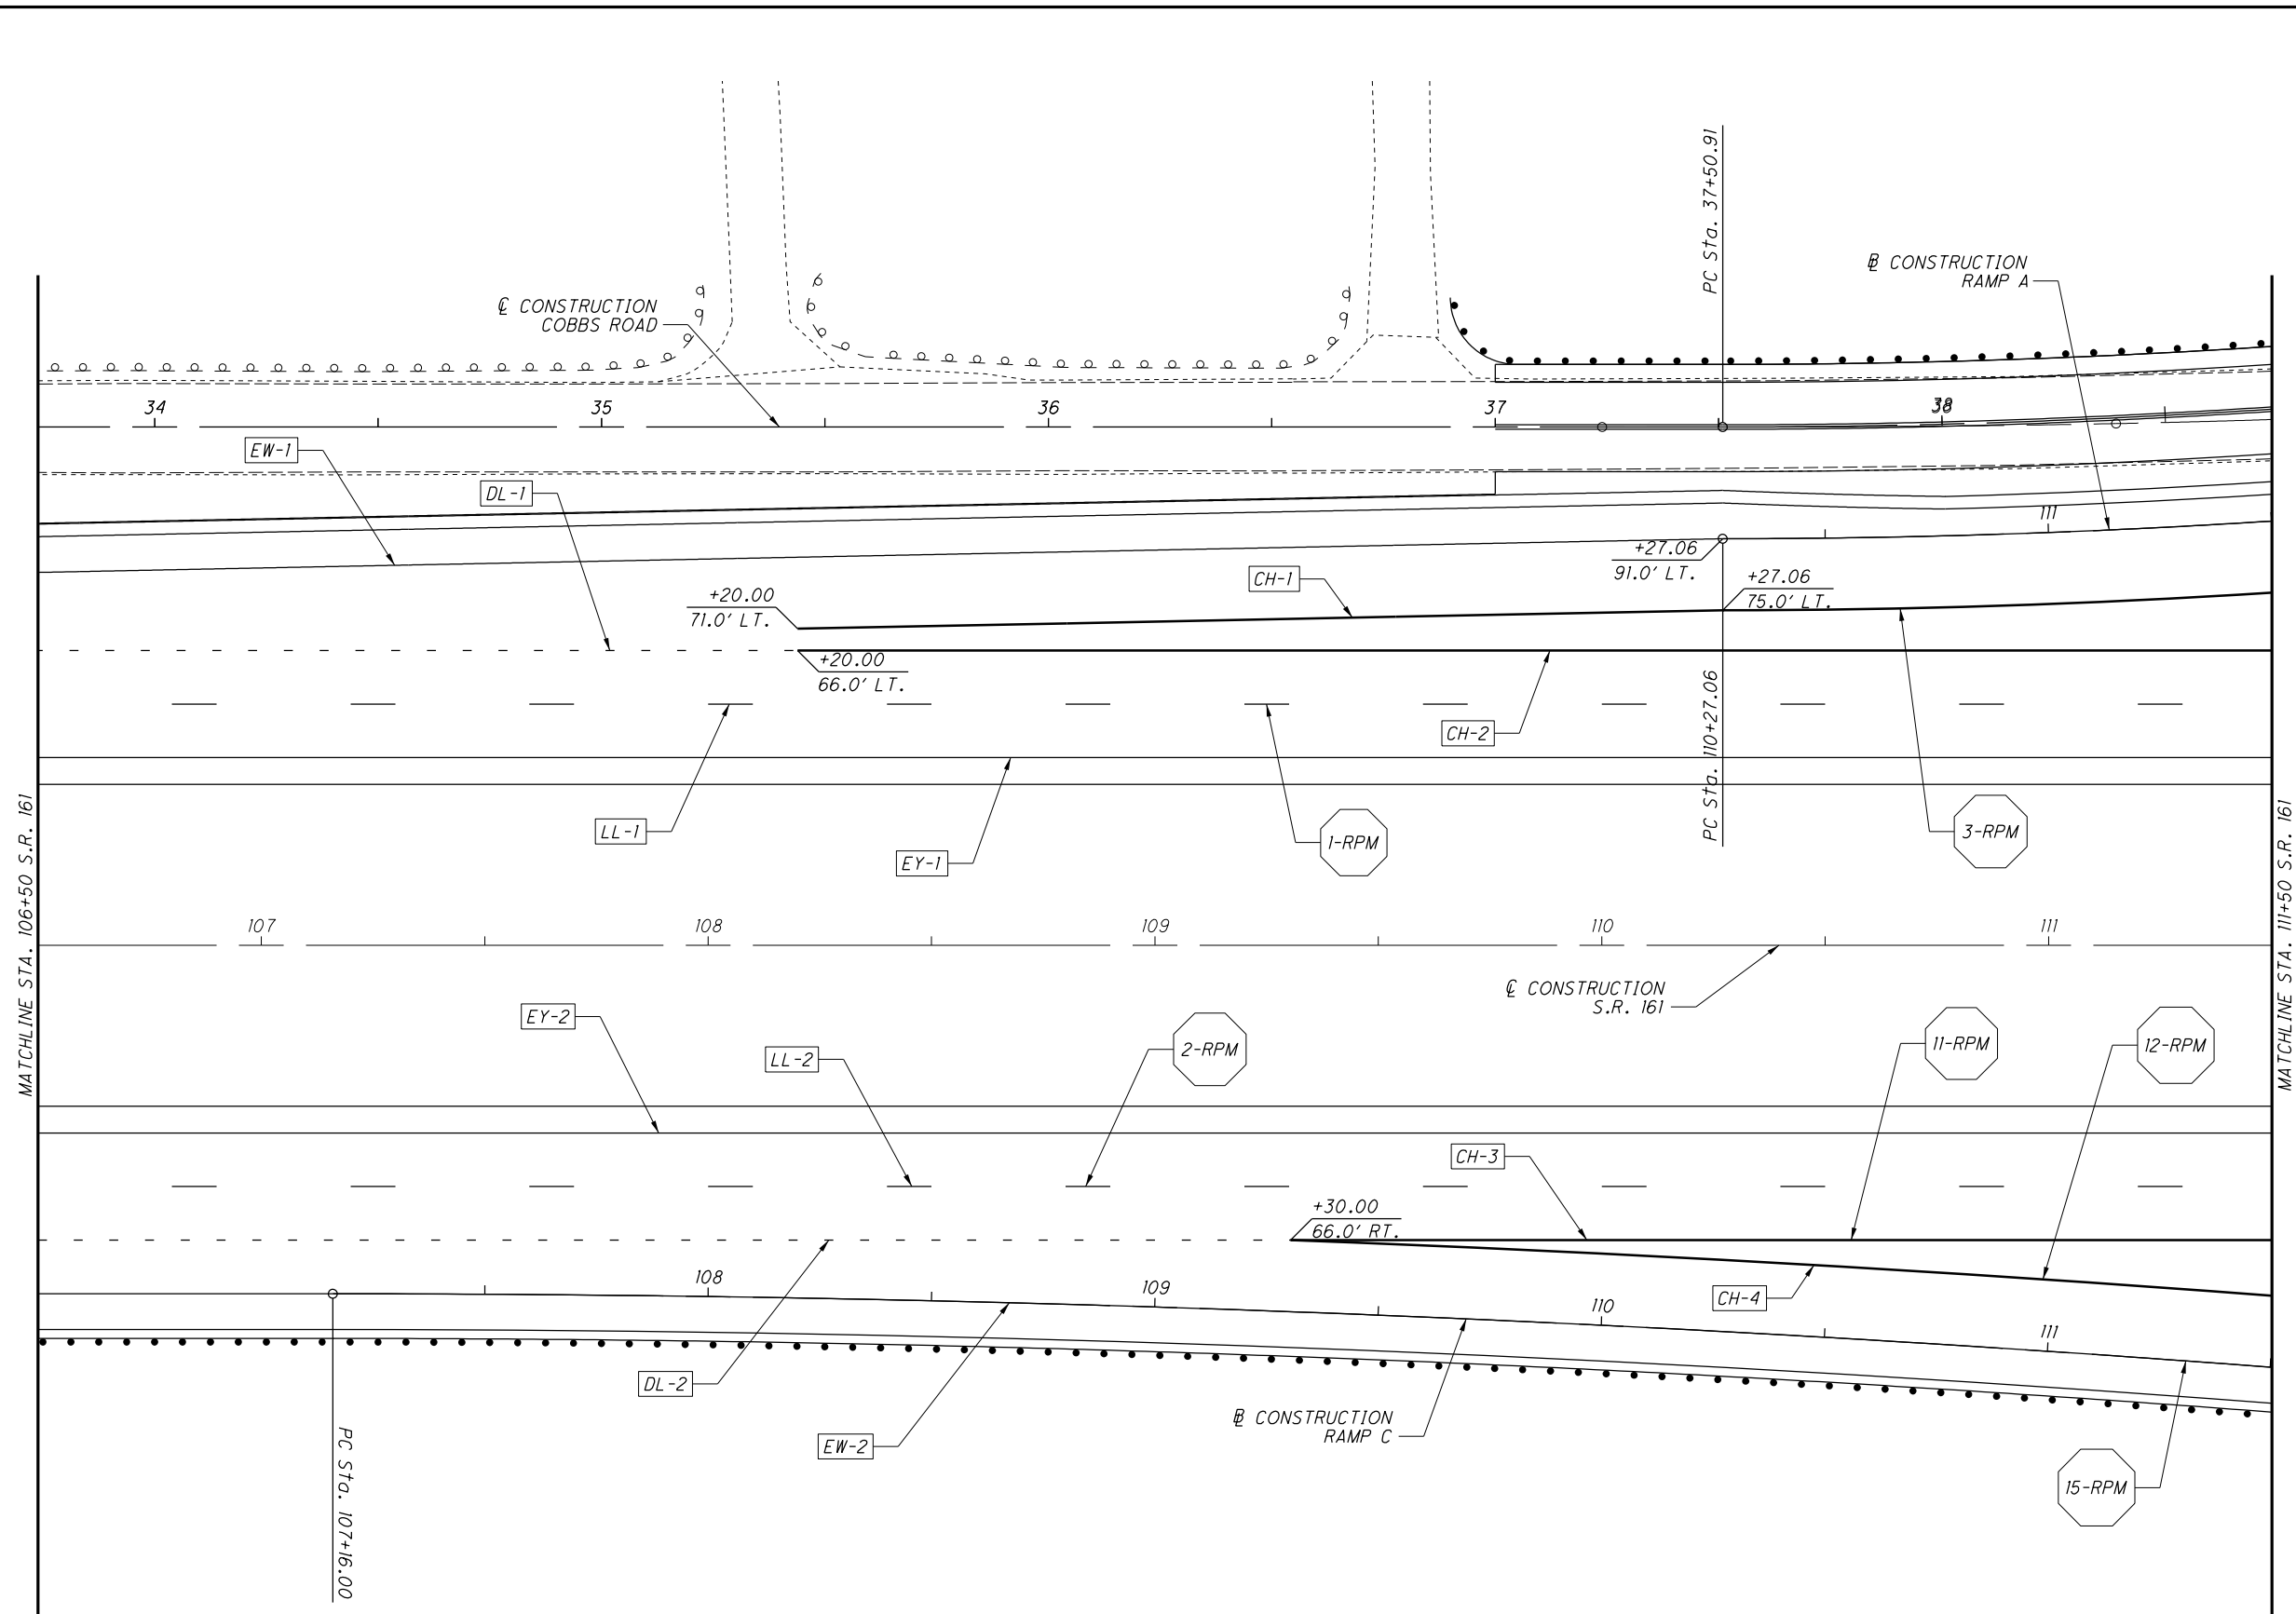 PC Sta. 37+50.91
℄ CONSTRUCTION
COBBS ROAD
BL CONSTRUCTION
RAMP A
34
35
36
37
38
EW-1
DL-1
111
+27.06
91.0' LT.
CH-1
+27.06
75.0' LT.
+20.00
71.0' LT.
+20.00
66.0' LT.
PC Sta. 110+27.06
CH-2
LL-1
EY-1
1-RPM
3-RPM
MATCHLINE STA. 106+50 S.R. 161
MATCHLINE STA. 111+50 S.R. 161
107
108
109
110
111
℄ CONSTRUCTION
S.R. 161
EY-2
LL-2
2-RPM
11-RPM
12-RPM
CH-3
+30.00
66.0' RT.
108
109
110
111
CH-4
DL-2
EW-2
BL CONSTRUCTION
RAMP C
15-RPM
PC Sta. 107+16.00